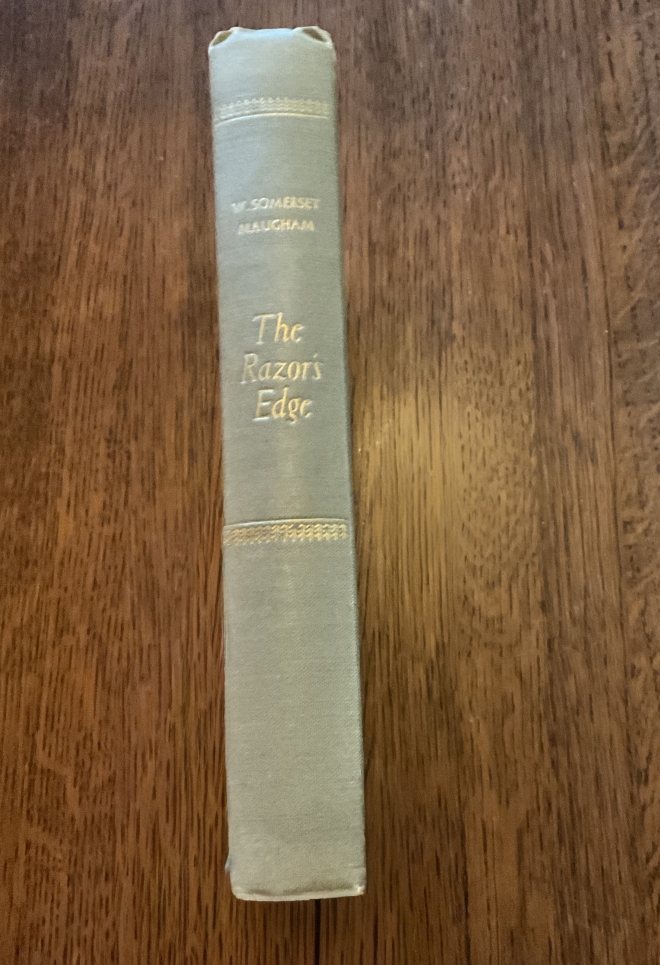 W. SOMERSET
MAUGHAM
The
Razor's
Edge